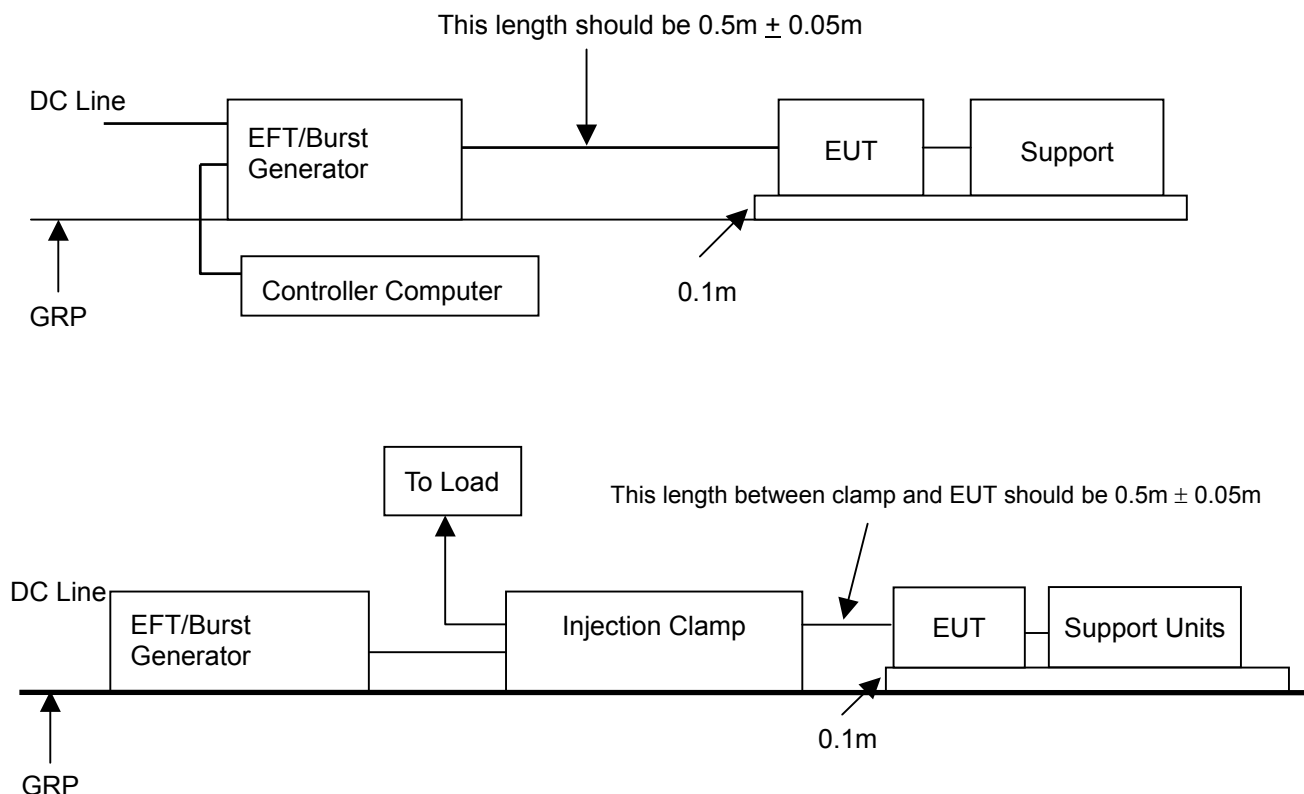 This length should be 0.5m ± 0.05m
DC Line
EFT/Burst
Generator
EUT
Support
Controller Computer
0.1m
GRP
To Load
This length between clamp and EUT should be 0.5m ± 0.05m
DC Line
EFT/Burst
Generator
Injection Clamp
EUT
Support Units
0.1m
GRP